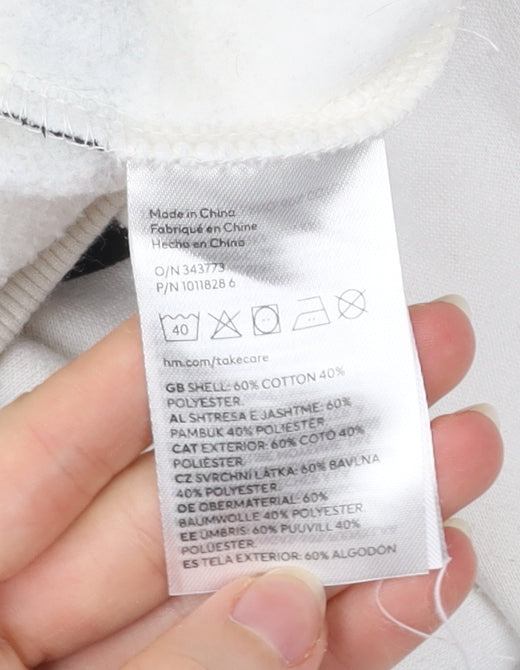 Made in China
Fabriqué en Chine
Hecho en China
O/N 343773
P/N 1011828 6
40
hm.com/takecare
GB SHELL: 60% COTTON 40%
POLYESTER.
AL SHTRESA E JASHTME: 60%
PAMBUK 40% POLIESTER
CAT EXTERIOR: 60% COTÓ 40%
POLIÈSTER.
CZ SVRCHNÍ LÁTKA: 60% BAVLNA
40% POLYESTER.
DE OBERMATERIAL: 60%
BAUMWOLLE 40% POLYESTER.
EE ÜMBRIS: 60% PUUVILL 40%
POLÜESTER
ES TELA EXTERIOR: 60% ALGODÓN